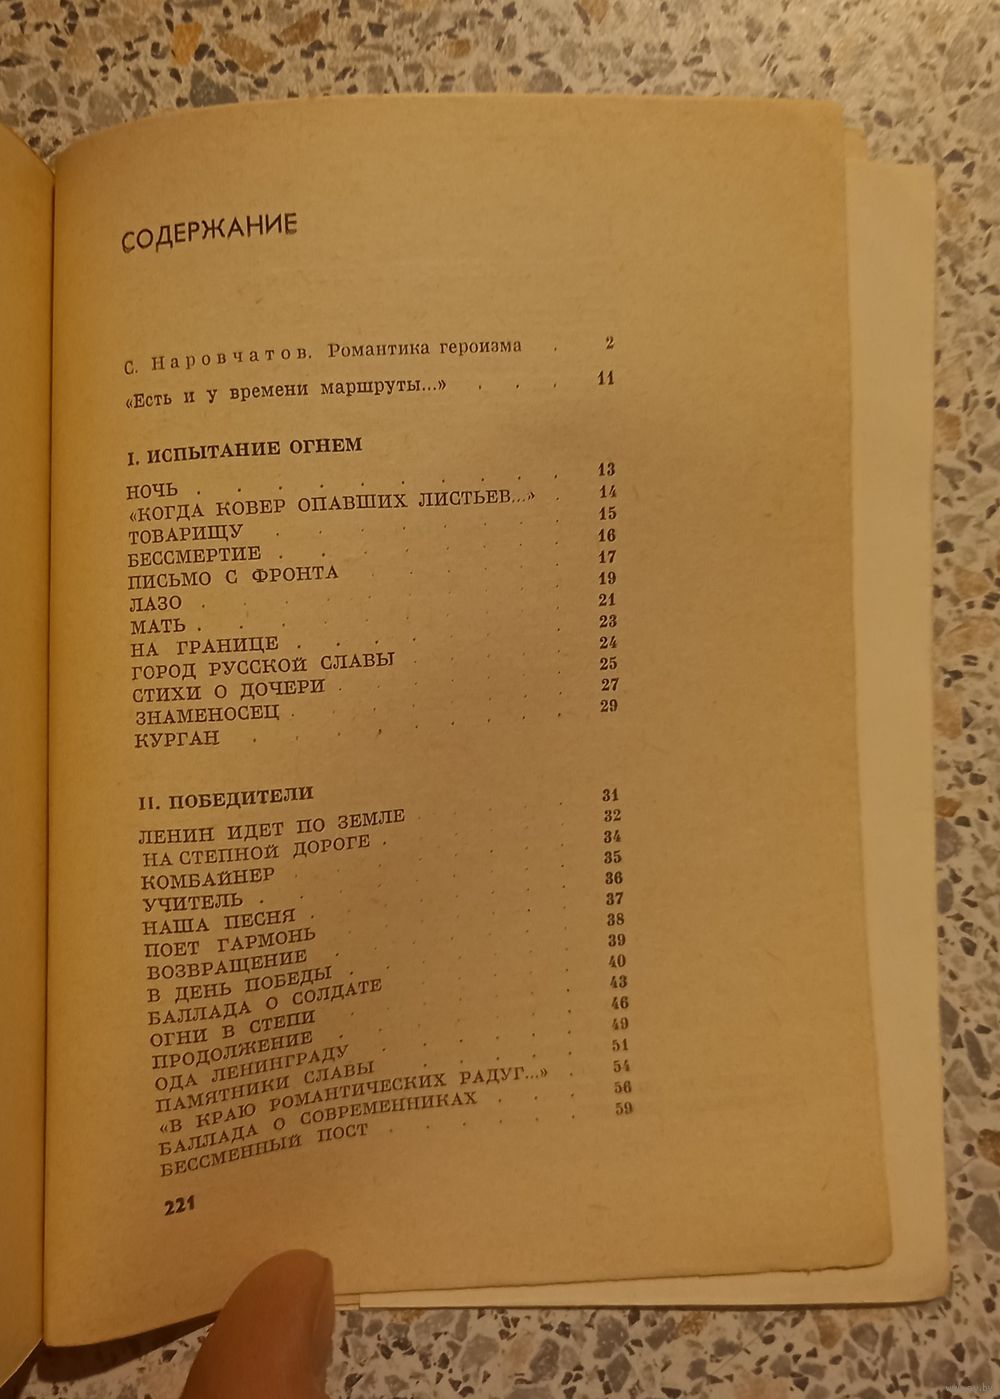 СОДЕРЖАНИЕ
С. Наровчатов. Романтика героизма . 2
«Есть и у времени маршруты...» . . . 11
I. ИСПЫТАНИЕ ОГНЕМ
НОЧЬ . . . . . . . . 13
«КОГДА КОВЕР ОПАВШИХ ЛИСТЬЕВ...» . 14
ТОВАРИЩУ . . . . . . . 15
БЕССМЕРТИЕ . . . . . . . 16
ПИСЬМО С ФРОНТА . . . . . 17
ЛАЗО . . . . . . . . . 19
МАТЬ . . . . . . . . . 21
НА ГРАНИЦЕ . . . . . . . 23
ГОРОД РУССКОЙ СЛАВЫ . . . . 24
СТИХИ О ДОЧЕРИ . . . . . . 25
ЗНАМЕНОСЕЦ . . . . . . . 27
КУРГАН . . . . . . . . 29
II. ПОБЕДИТЕЛИ
ЛЕНИН ИДЕТ ПО ЗЕМЛЕ . . . . 31
НА СТЕПНОЙ ДОРОГЕ . . . . . 32
КОМБАЙНЕР . . . . . . . 34
УЧИТЕЛЬ . . . . . . . . 35
НАША ПЕСНЯ . . . . . . . 36
ПОЕТ ГАРМОНЬ . . . . . . 37
ВОЗВРАЩЕНИЕ . . . . . . 38
В ДЕНЬ ПОБЕДЫ . . . . . . 39
БАЛЛАДА О СОЛДАТЕ . . . . . 40
ОГНИ В СТЕПИ . . . . . . 43
ПРОДОЛЖЕНИЕ . . . . . . 46
ОДА ЛЕНИНГРАДУ . . . . . 49
ПАМЯТНИКИ СЛАВЫ . . . . . 51
«В КРАЮ РОМАНТИЧЕСКИХ РАДУГ...» . 54
БАЛЛАДА О СОВРЕМЕННИКАХ . . . 56
БЕССМЕННЫЙ ПОСТ . . . . . 59
221